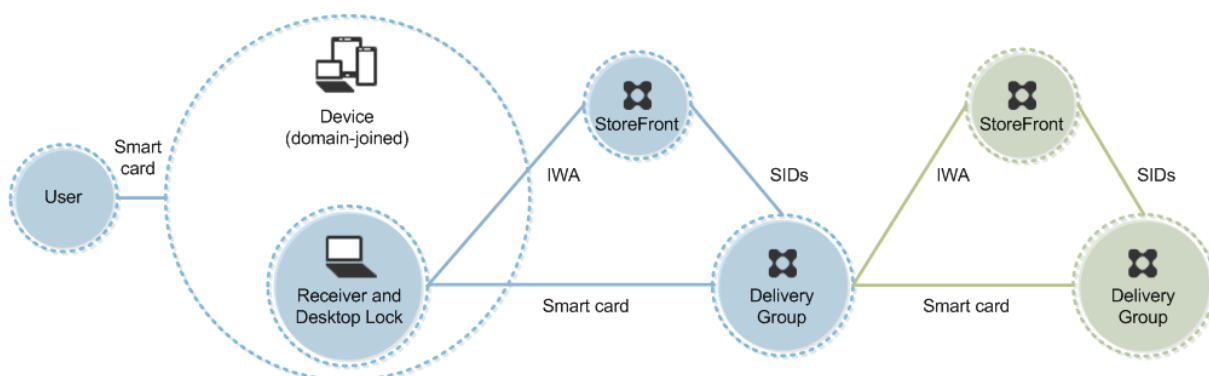 User
Smart
card
Device
(domain-joined)
Receiver and
Desktop Lock
IWA
StoreFront
SIDs
Smart card
Delivery
Group
IWA
StoreFront
SIDs
Smart card
Delivery
Group